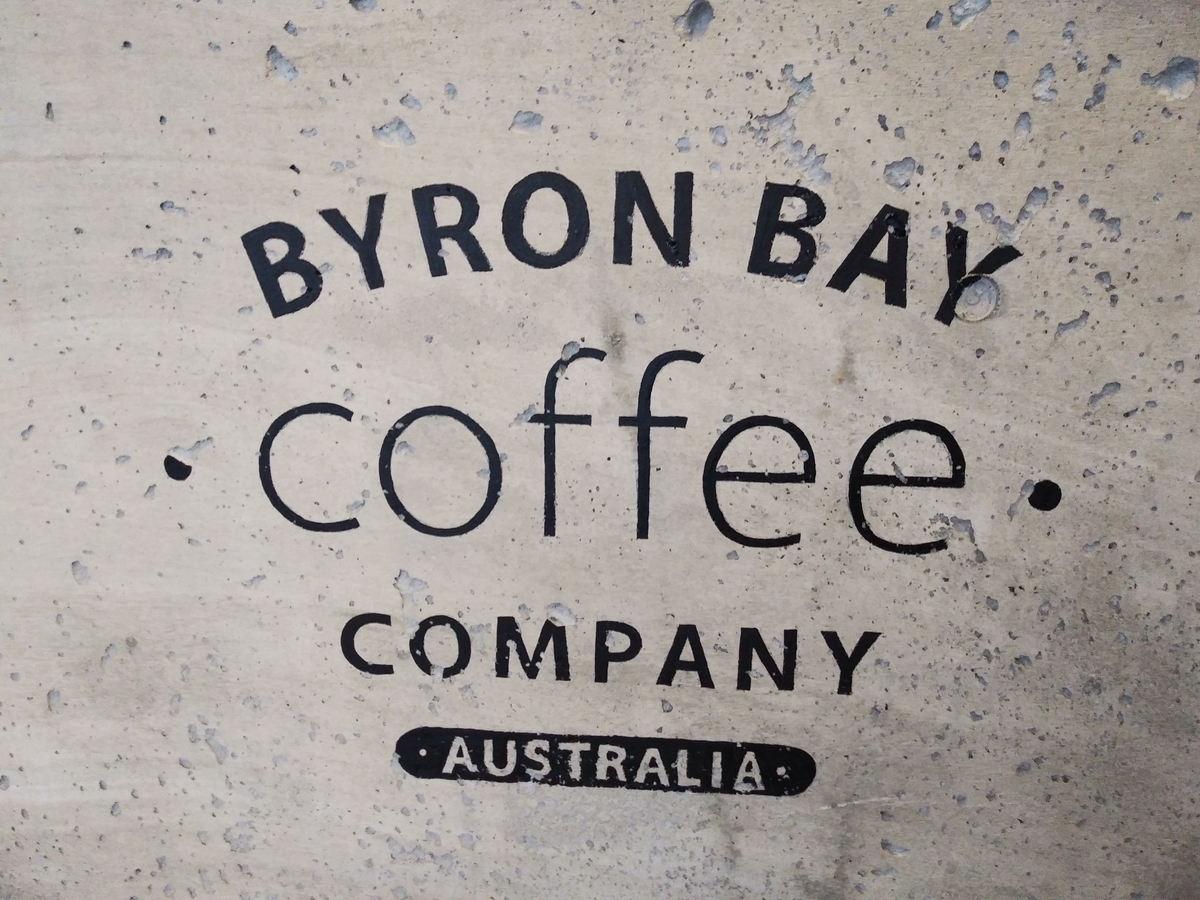 BYRON BAY
• coffee •
COMPANY
• AUSTRALIA •